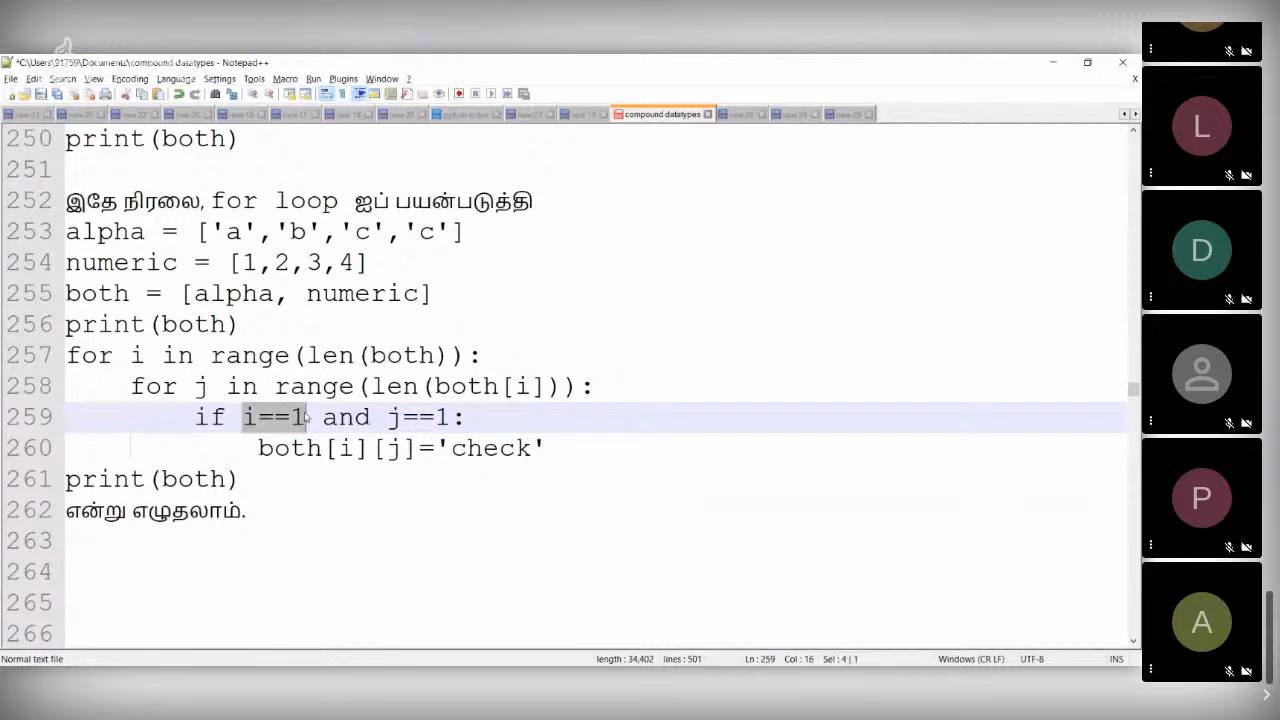 *C:\Users\91759\Documents\compound datatypes - Notepad++
File Edit Search View Encoding Language Settings Tools Macro Run Plugins Window ?
X
compound datatypes
250 print(both)
251
252 இதே நிரலை, for loop ஐப் பயன்படுத்தி
253 alpha = ['a','b','c','c']
254 numeric = [1,2,3,4]
255 both = [alpha, numeric]
256 print(both)
257 for i in range(len(both)):
258 for j in range(len(both[i])):
259 if i==1 and j==1:
260 both[i][j]='check'
261 print(both)
262 என்று எழுதலாம்.
263
264
265
266
Normal text file length : 34,402 lines : 501 Ln : 259 Col : 16 Sel : 4 | 1 Windows (CR LF) UTF-8 INS
L
D
P
A